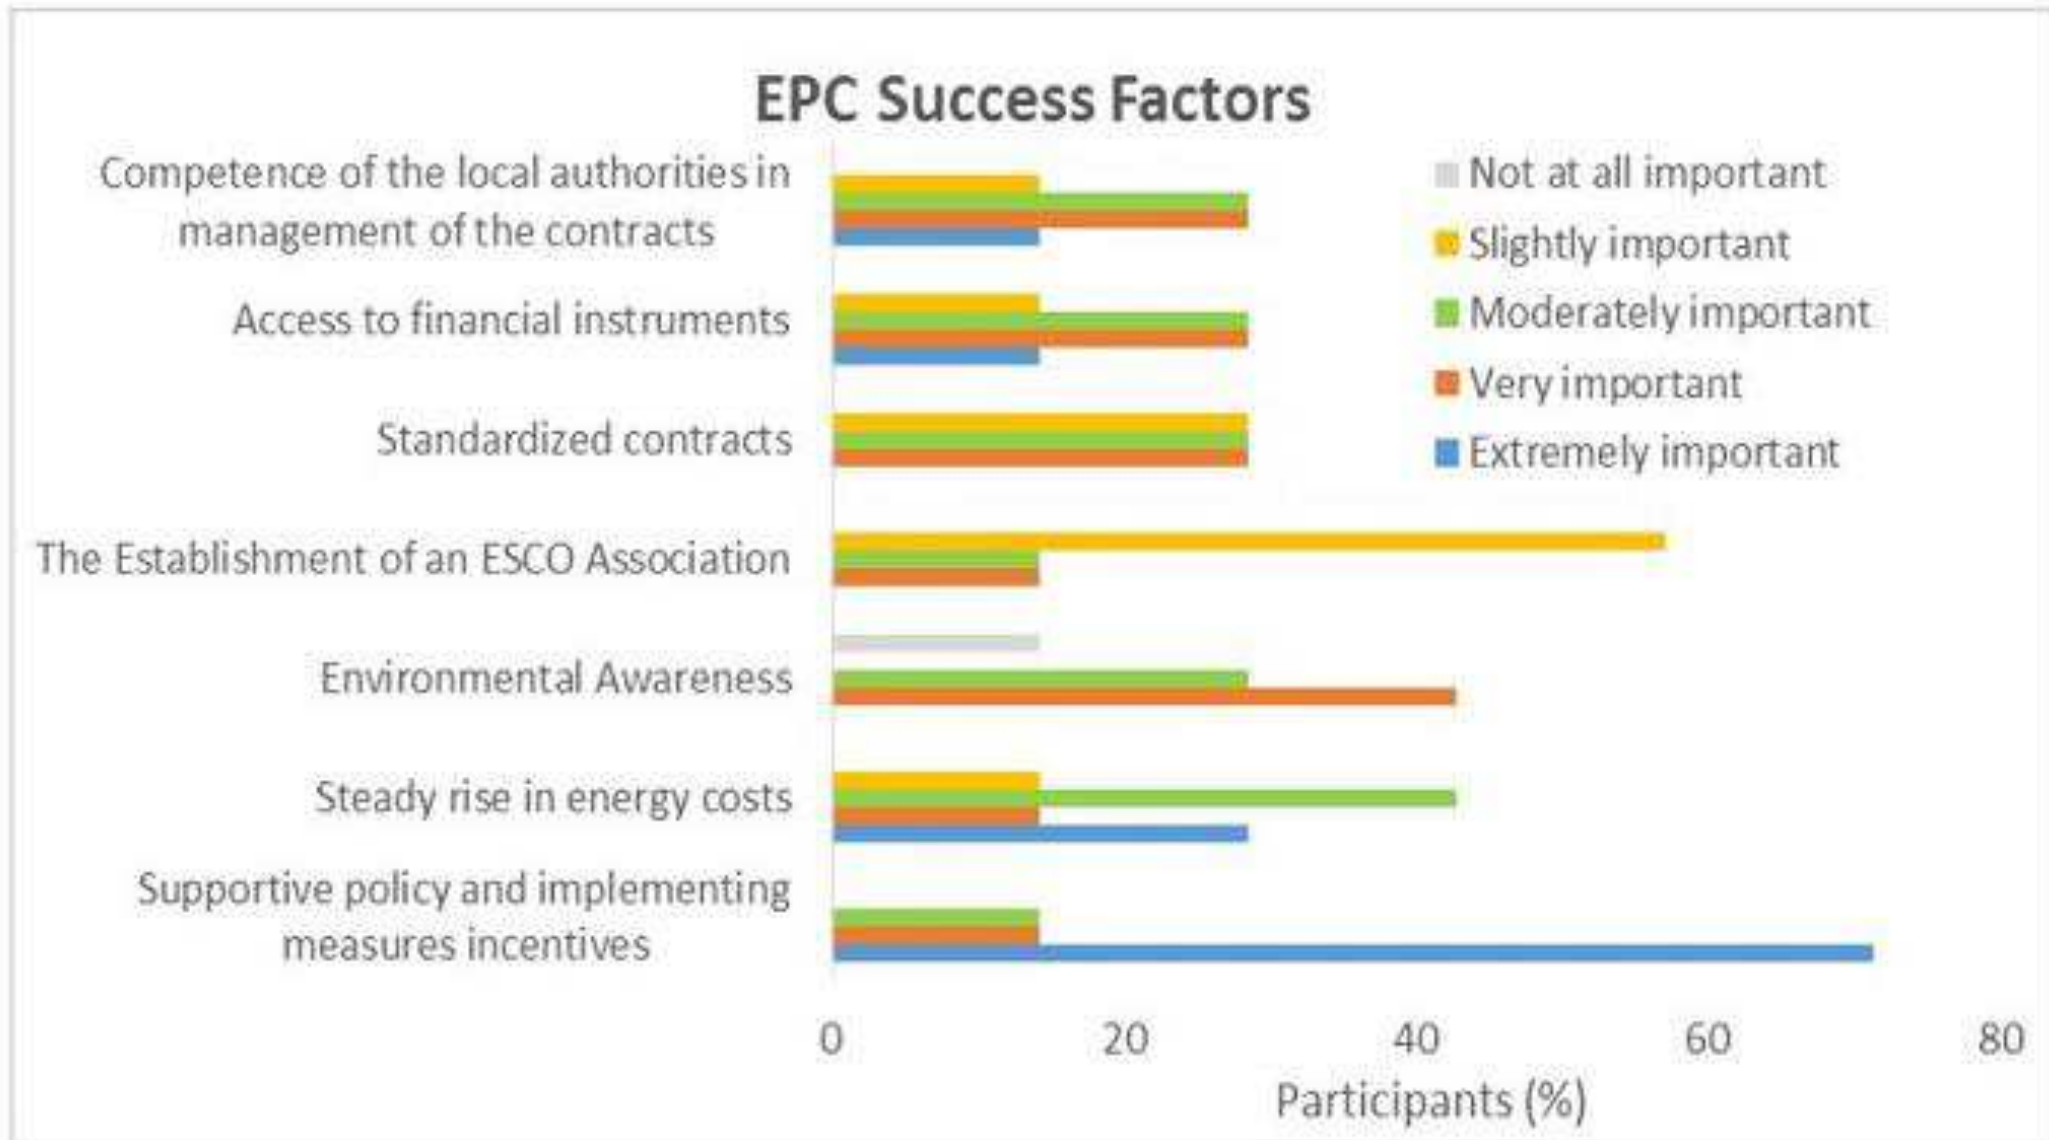 EPC Success Factors
Competence of the local authorities in
management of the contracts
Access to financial instruments
Standardized contracts
The Establishment of an ESCO Association
Environmental Awareness
Steady rise in energy costs
Supportive policy and implementing
measures incentives
Not at all important
Slightly important
Moderately important
Very important
Extremely important
0 20 40 60 80
Participants (%)